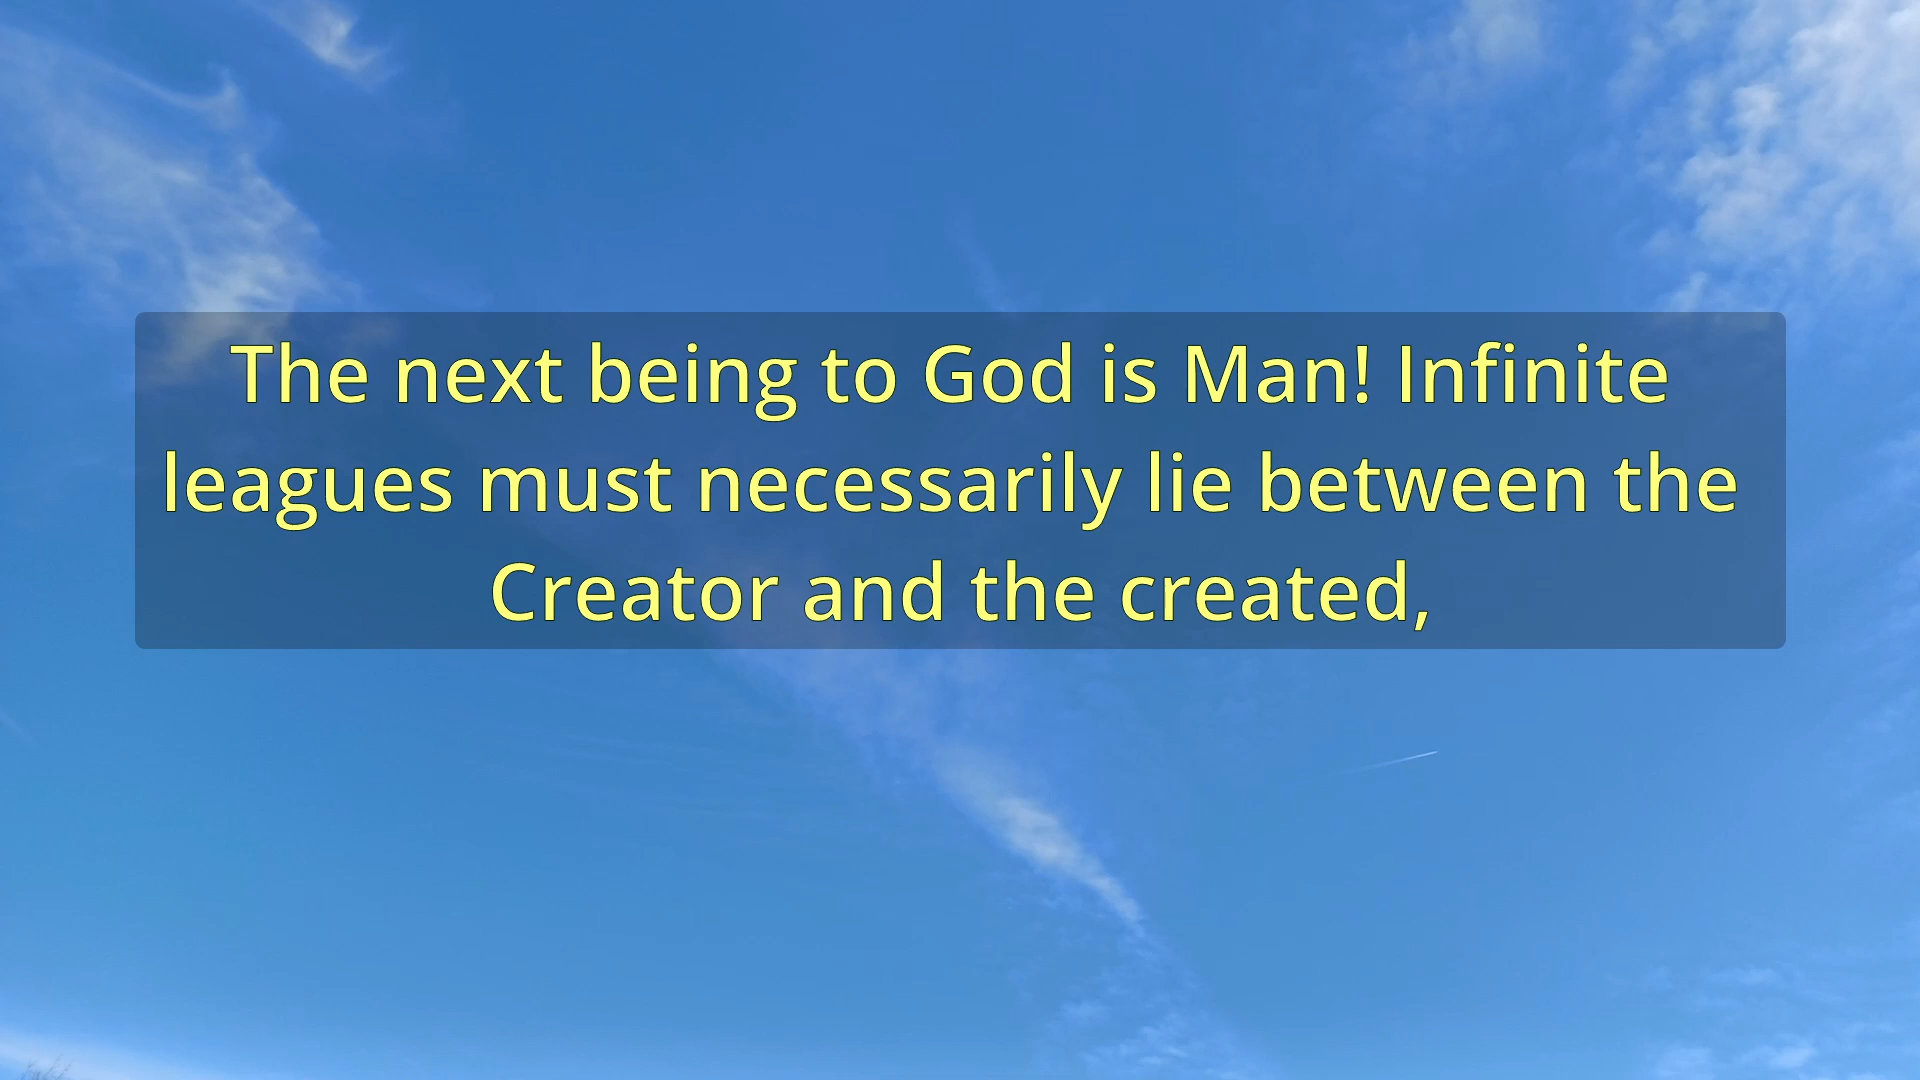 The next being to God is Man! Infinite
leagues must necessarily lie between the
Creator and the created,